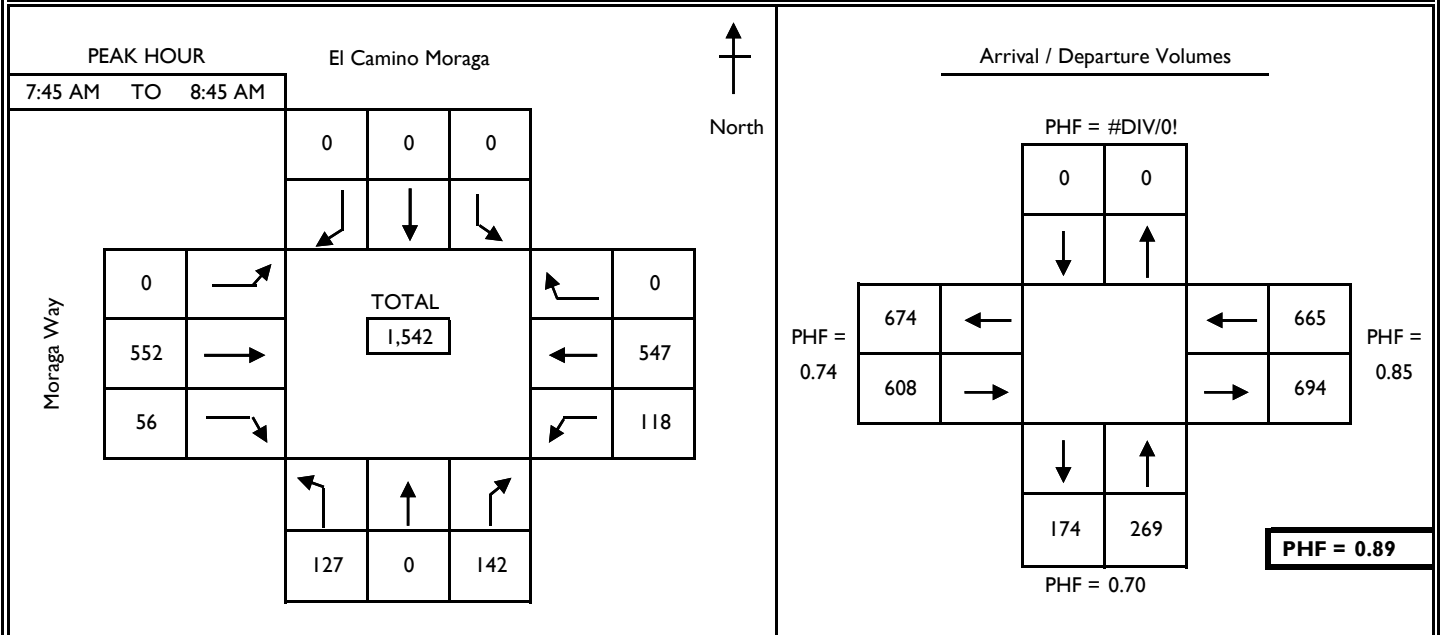 PEAK HOUR
7:45 AM TO 8:45 AM
El Camino Moraga
North
0 0 0
Moraga Way
0
552
56
TOTAL
1,542
0
547
118
127 0 142
Arrival / Departure Volumes
PHF = #DIV/0!
0 0
PHF =
0.74
674
608
665
694
PHF =
0.85
174 269
PHF = 0.70
PHF = 0.89